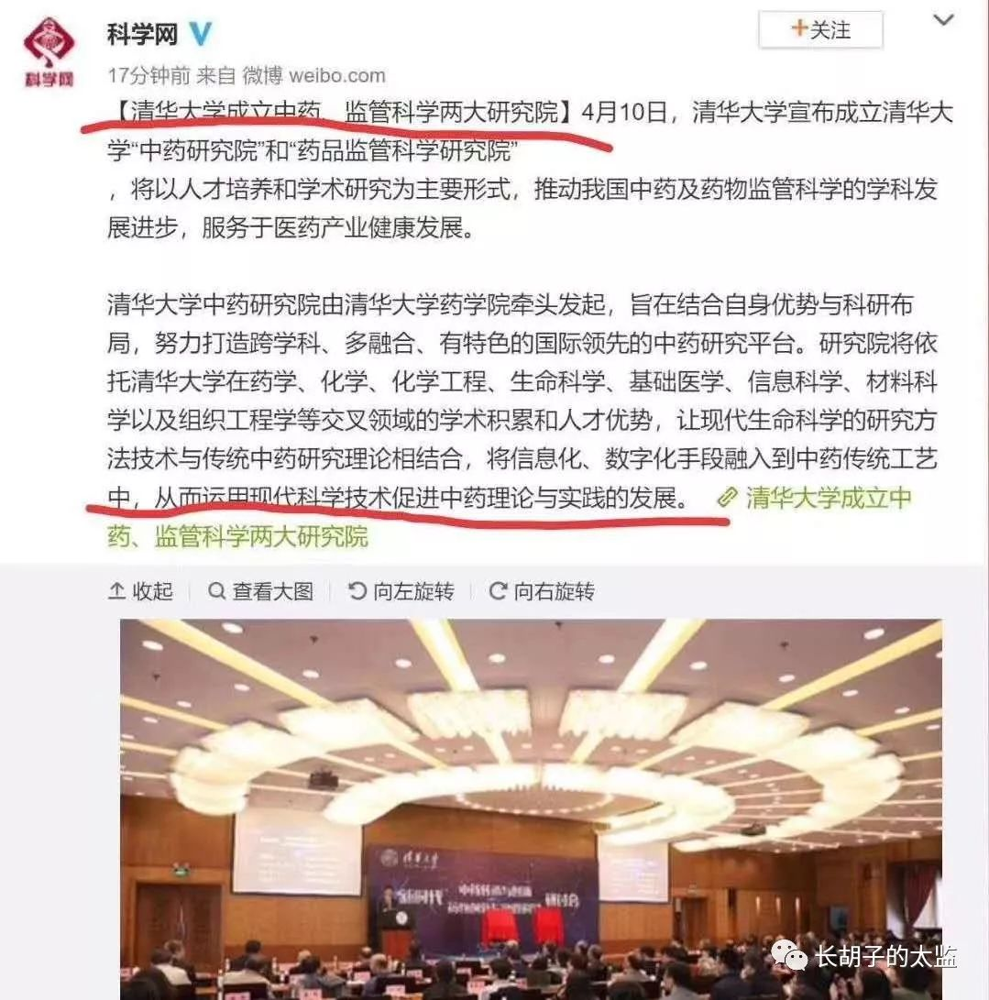 科学网
科学网
+关注
17分钟前 来自 微博 weibo.com
【清华大学成立中药、监管科学两大研究院】4月10日，清华大学宣布成立清华大
学“中药研究院”和“药品监管科学研究院”
，将以人才培养和学术研究为主要形式，推动我国中药及药物监管科学的学科发
展进步，服务于医药产业健康发展。
清华大学中药研究院由清华大学药学院牵头发起，旨在结合自身优势与科研布
局，努力打造跨学科、多融合、有特色的国际领先的中药研究平台。研究院将依
托清华大学在药学、化学、化学工程、生命科学、基础医学、信息科学、材料科
学以及组织工程学等交叉领域的学术积累和人才优势，让现代生命科学的研究方
法技术与传统中药研究理论相结合，将信息化、数字化手段融入到中药传统工艺
中，从而运用现代科学技术促进中药理论与实践的发展。 清华大学成立中
药、监管科学两大研究院
收起 查看大图 向左旋转 向右旋转
清华大学
新时代
研讨会
长胡子的太监